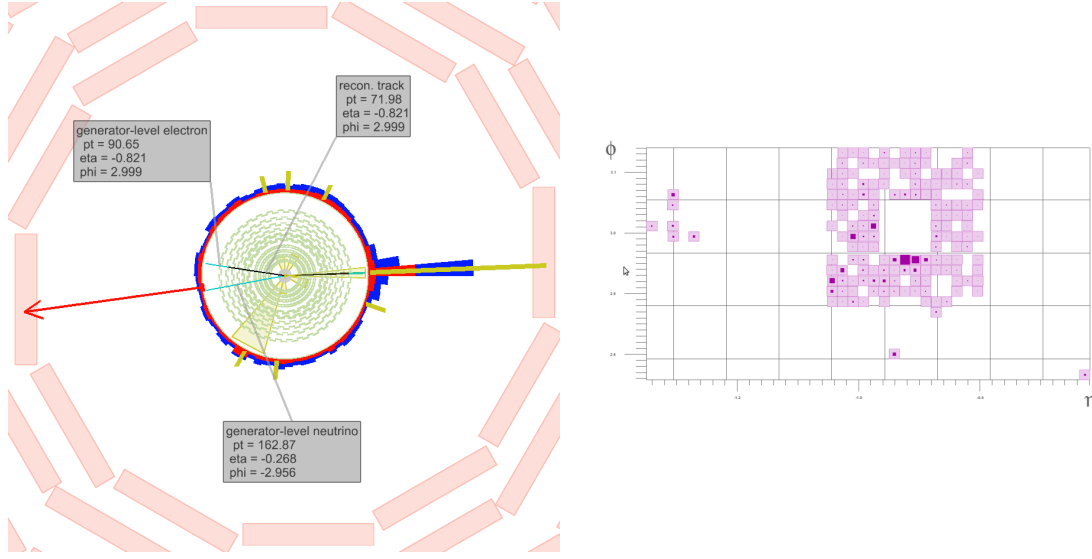 recon. track
pt = 71.98
eta = -0.821
phi = 2.999
generator-level electron
pt = 90.65
eta = -0.821
phi = 2.999
generator-level neutrino
pt = 162.87
eta = -0.268
phi = -2.956
ϕ
η